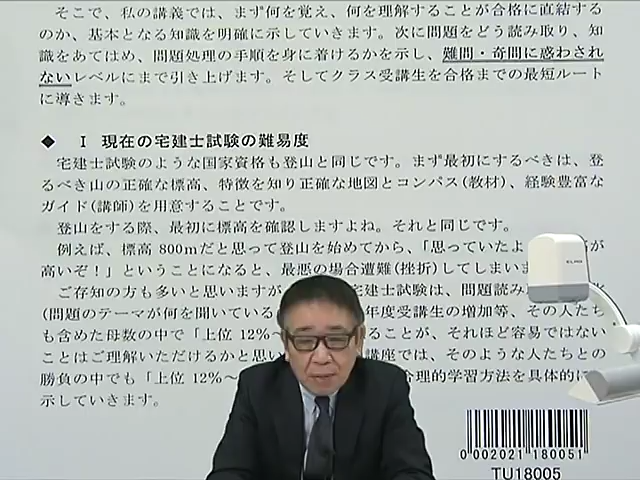 そこで、私の講義では、まず何を覚え、何を理解することが合格に直結する
のか、基本となる知識を明確に示していきます。次に問題をどう読み取り、知
識をあてはめ、問題処理の手順を身に着けるかを示し、難問・奇問に惑わされ
ないレベルにまで引き上げます。そしてクラス受講生を合格までの最短ルート
に導きます。
◆ Ⅰ 現在の宅建士試験の難易度
宅建士試験のような国家資格も登山と同じです。まず最初にするべきは、登
るべき山の正確な標高、特徴を知り正確な地図とコンパス(教材)、経験豊富な
ガイド(講師)を用意することです。
登山をする際、最初に標高を確認しますよね。それと同じです。
例えば、標高 800mだと思って登山を始めてから、「思っていたよ が
高いぞ!」ということになると、最悪の場合遭難(挫折)してしまいま
ご存知の方も多いと思いますが 宅建士試験は、問題読み
(問題のテーマが何を聞いている 年度受講生の増加等、その人たち
も含めた母数の中で「上位 12% ることが、それほど容易ではない
ことはご理解いただけるかと思い 講座では、そのような人たちとの
勝負の中でも「上位 12%~ 合理的学習方法を具体的に
示していきます。
ELMO
0 002021 180051
TU18005